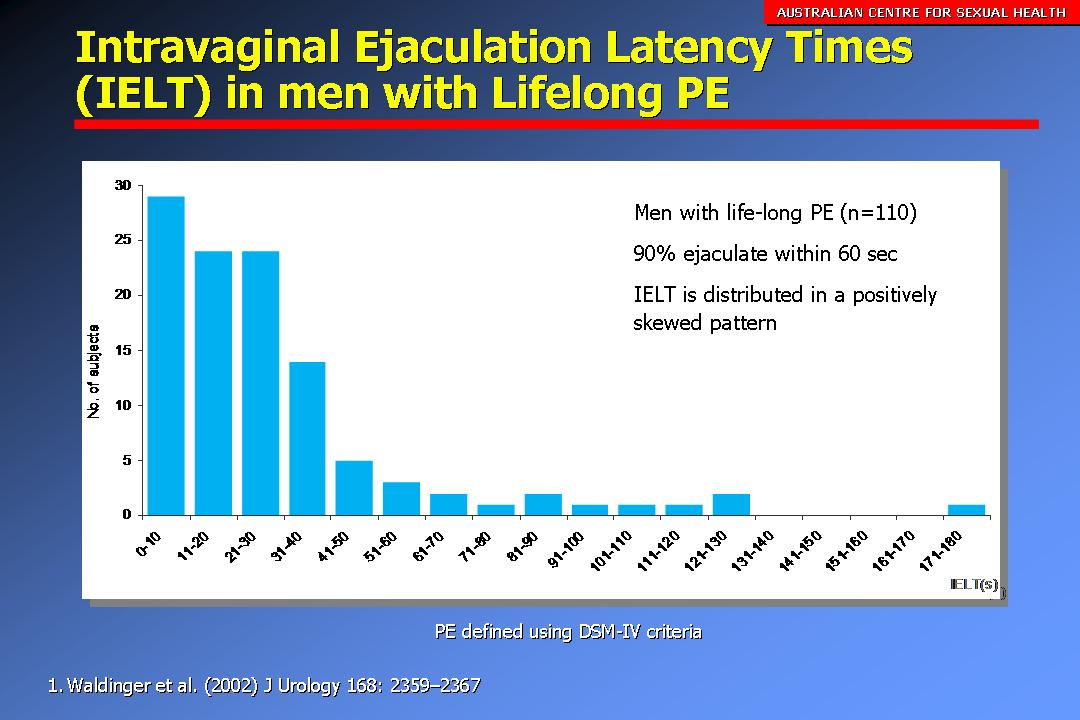 AUSTRALIAN CENTRE FOR SEXUAL HEALTH
Intravaginal Ejaculation Latency Times
(IELT) in men with Lifelong PE
Men with life-long PE (n=110)
90% ejaculate within 60 sec
IELT is distributed in a positively
skewed pattern
No. of subjects
30
25
20
15
10
5
0
0-10
11-20
21-30
31-40
41-50
51-60
61-70
71-80
81-90
91-100
101-110
111-120
121-130
131-140
141-150
151-160
161-170
171-180
IELT(s)
PE defined using DSM-IV criteria
1. Waldinger et al. (2002) J Urology 168: 2359–2367